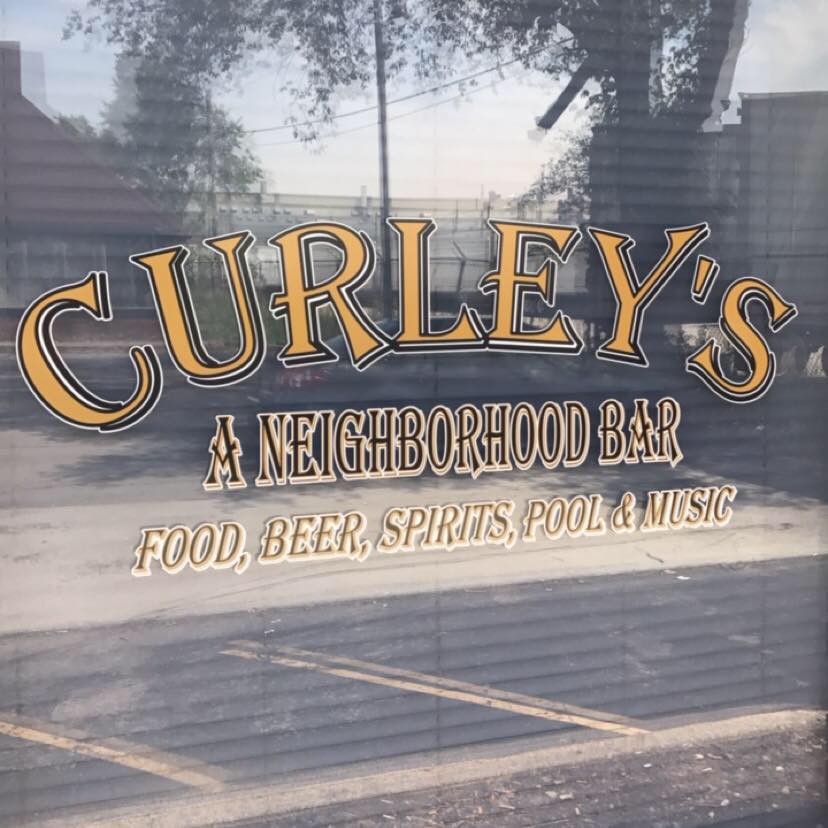 CURLEY'S
A NEIGHBORHOOD BAR
FOOD, BEER, SPIRITS, POOL & MUSIC